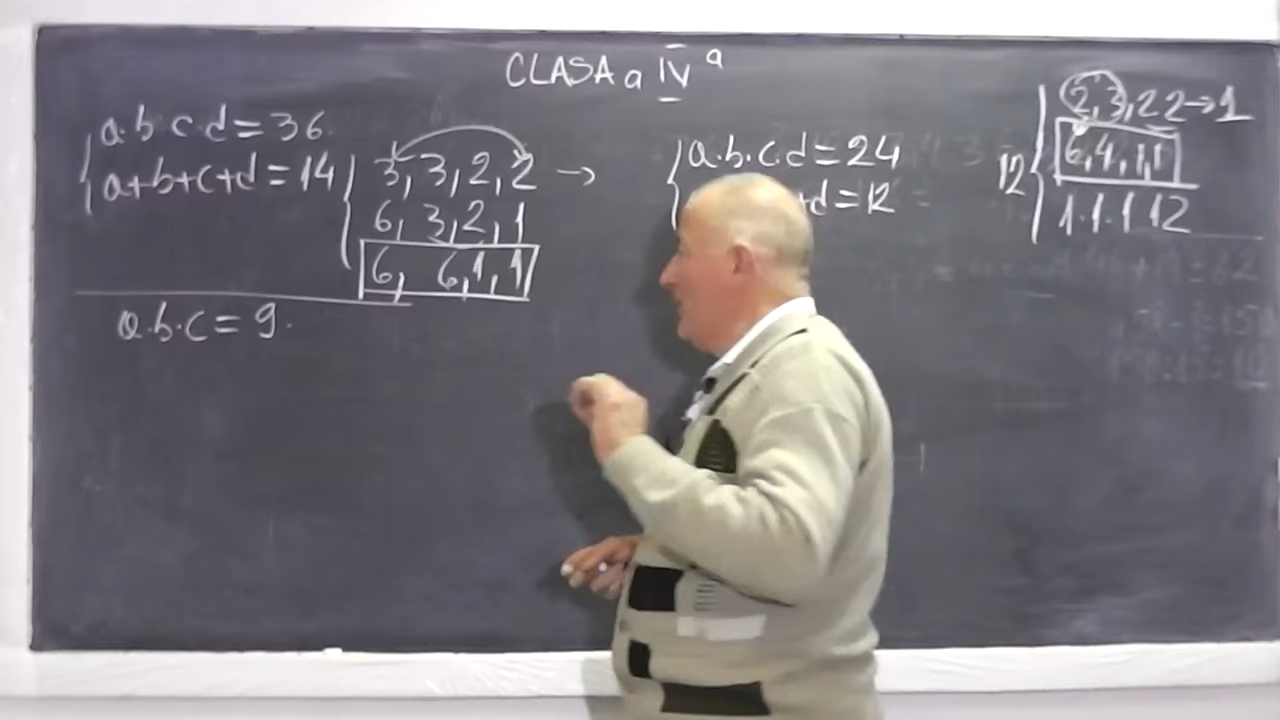 CLASA a IV a
a.b c.d = 36.
a+b+c+d = 14
3, 3, 2, 2 →
6, 3, 2, 1
6, 6, 1, 1
a.b.c = 9.
a.b.c.d = 24
+d = 12
12
2, 3, 2 2 → 1
6, 4, 1, 1
1. 1. 1 12